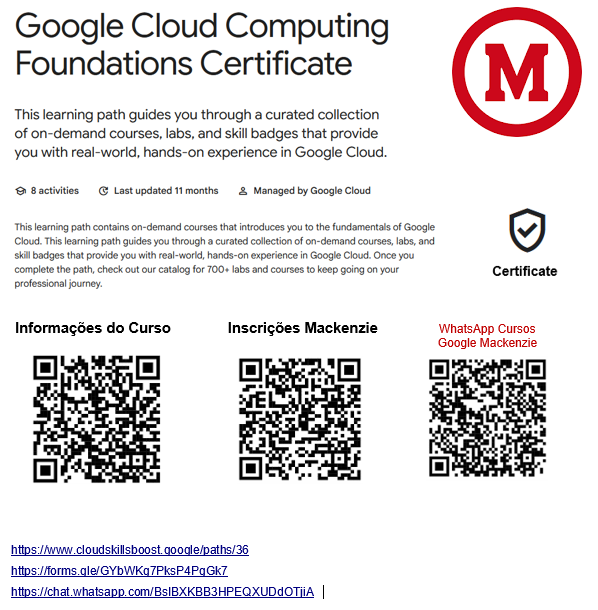 Google Cloud Computing
Foundations Certificate
M
This learning path guides you through a curated collection
of on-demand courses, labs, and skill badges that provide
you with real-world, hands-on experience in Google Cloud.
8 activities Last updated 11 months Managed by Google Cloud
This learning path contains on-demand courses that introduces you to the fundamentals of Google
Cloud. This learning path guides you through a curated collection of on-demand courses, labs, and
skill badges that provide you with real-world, hands-on experience in Google Cloud. Once you
complete the path, check out our catalog for 700+ labs and courses to keep going on your
professional journey.
Certificate
Informações do Curso
Inscrições Mackenzie
WhatsApp Cursos
Google Mackenzie
https://www.cloudskillsboost.google/paths/36
https://forms.gle/GYbWKq7PksP4PqGk7
https://chat.whatsapp.com/BsIBXKBB3HPEQXUDdOTjiA